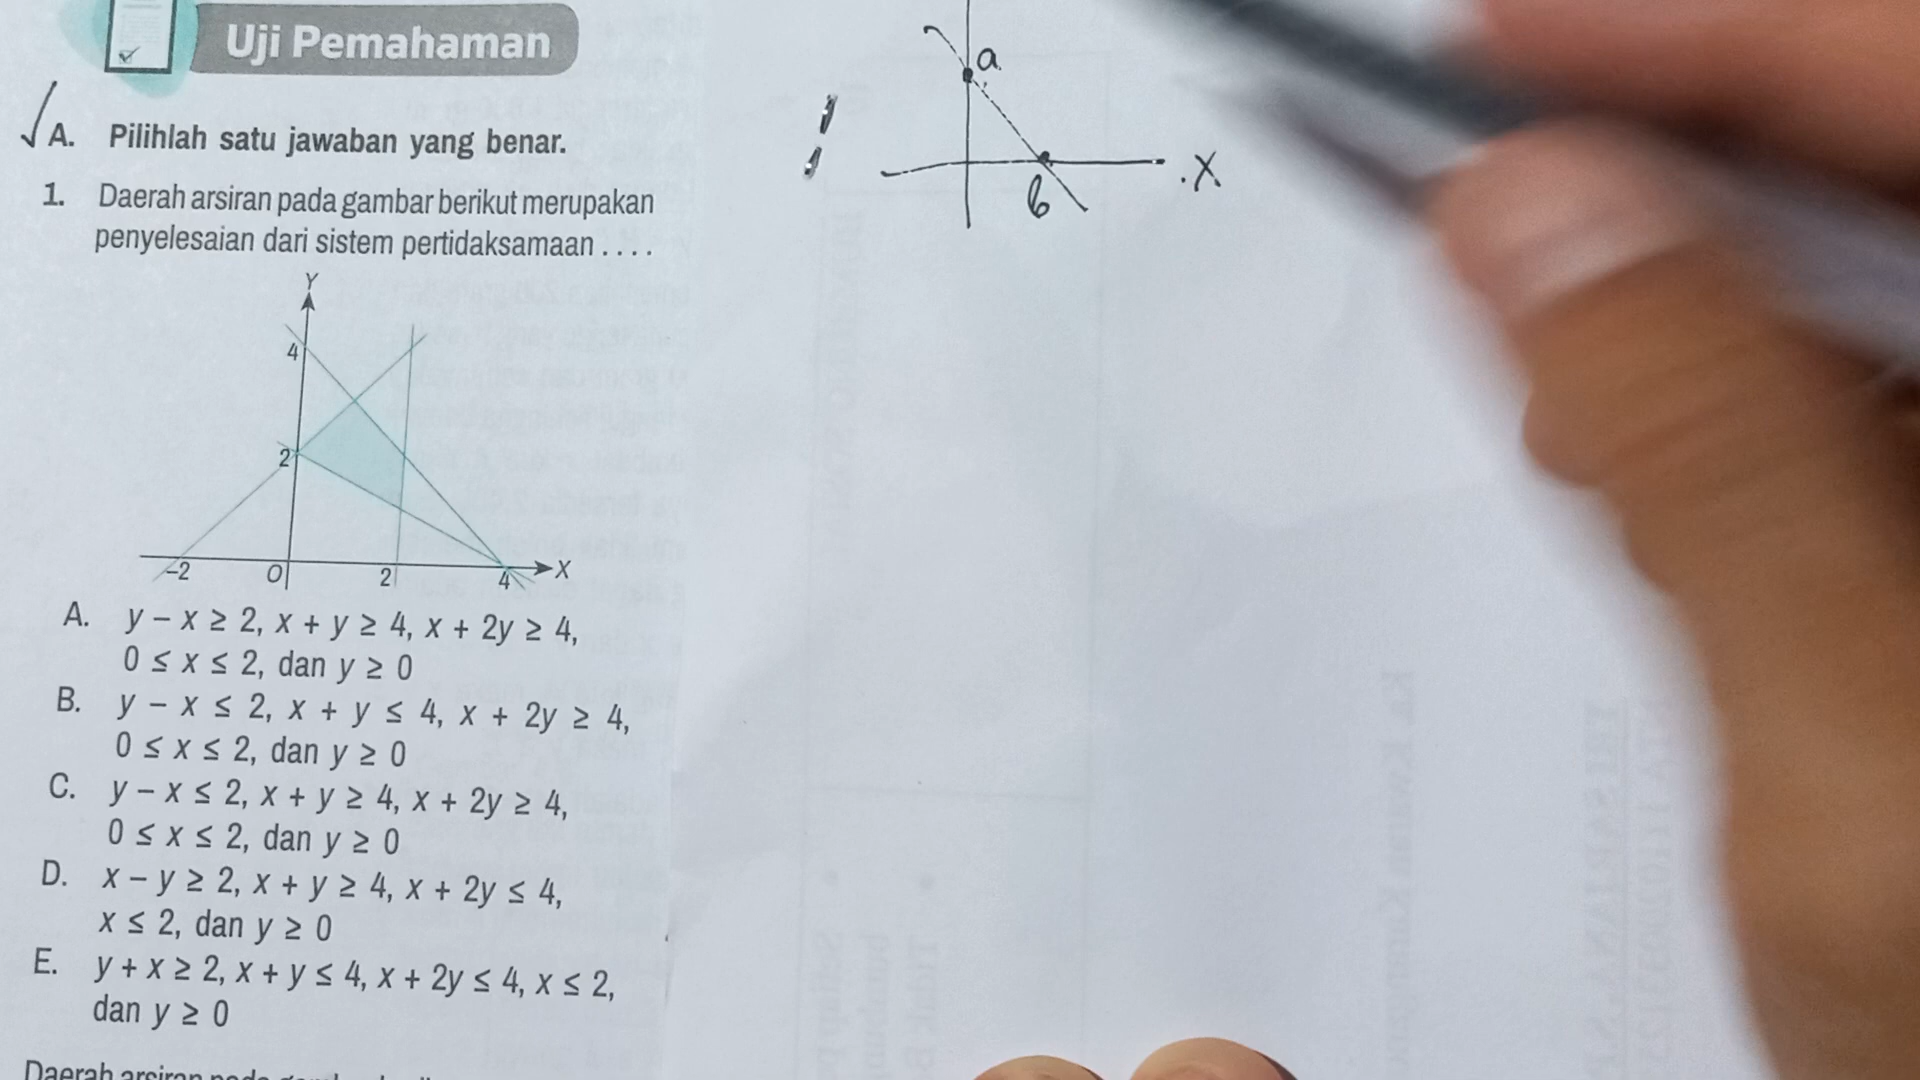 Uji Pemahaman
A. Pilihlah satu jawaban yang benar.
1. Daerah arsiran pada gambar berikut merupakan
penyelesaian dari sistem pertidaksamaan . . . .
Y
4
2
-2 O 2 4 X
A. y – x ≥ 2, x + y ≥ 4, x + 2y ≥ 4,
0 ≤ x ≤ 2, dan y ≥ 0
B. y – x ≤ 2, x + y ≤ 4, x + 2y ≥ 4,
0 ≤ x ≤ 2, dan y ≥ 0
C. y – x ≤ 2, x + y ≥ 4, x + 2y ≥ 4,
0 ≤ x ≤ 2, dan y ≥ 0
D. x – y ≥ 2, x + y ≥ 4, x + 2y ≤ 4,
x ≤ 2, dan y ≥ 0
E. y + x ≥ 2, x + y ≤ 4, x + 2y ≤ 4, x ≤ 2,
dan y ≥ 0
Daerah arsiran
a
b
X